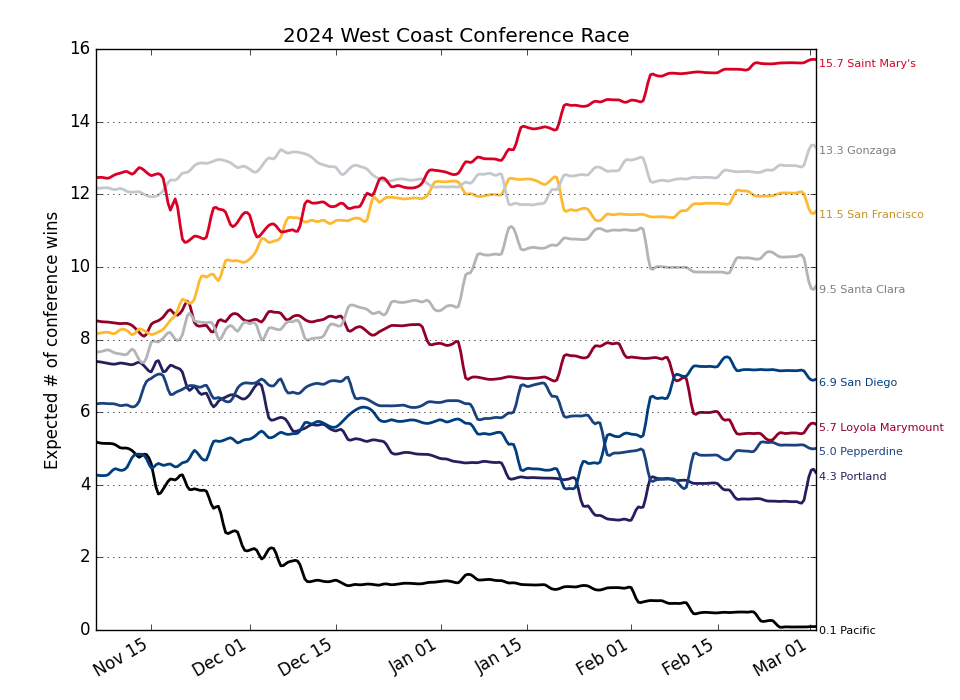 2024 West Coast Conference Race
Expected # of conference wins
16
14
12
10
8
6
4
2
0
15.7 Saint Mary's
13.3 Gonzaga
11.5 San Francisco
9.5 Santa Clara
6.9 San Diego
5.7 Loyola Marymount
5.0 Pepperdine
4.3 Portland
0.1 Pacific
Nov 15
Dec 01
Dec 15
Jan 01
Jan 15
Feb 01
Feb 15
Mar 01